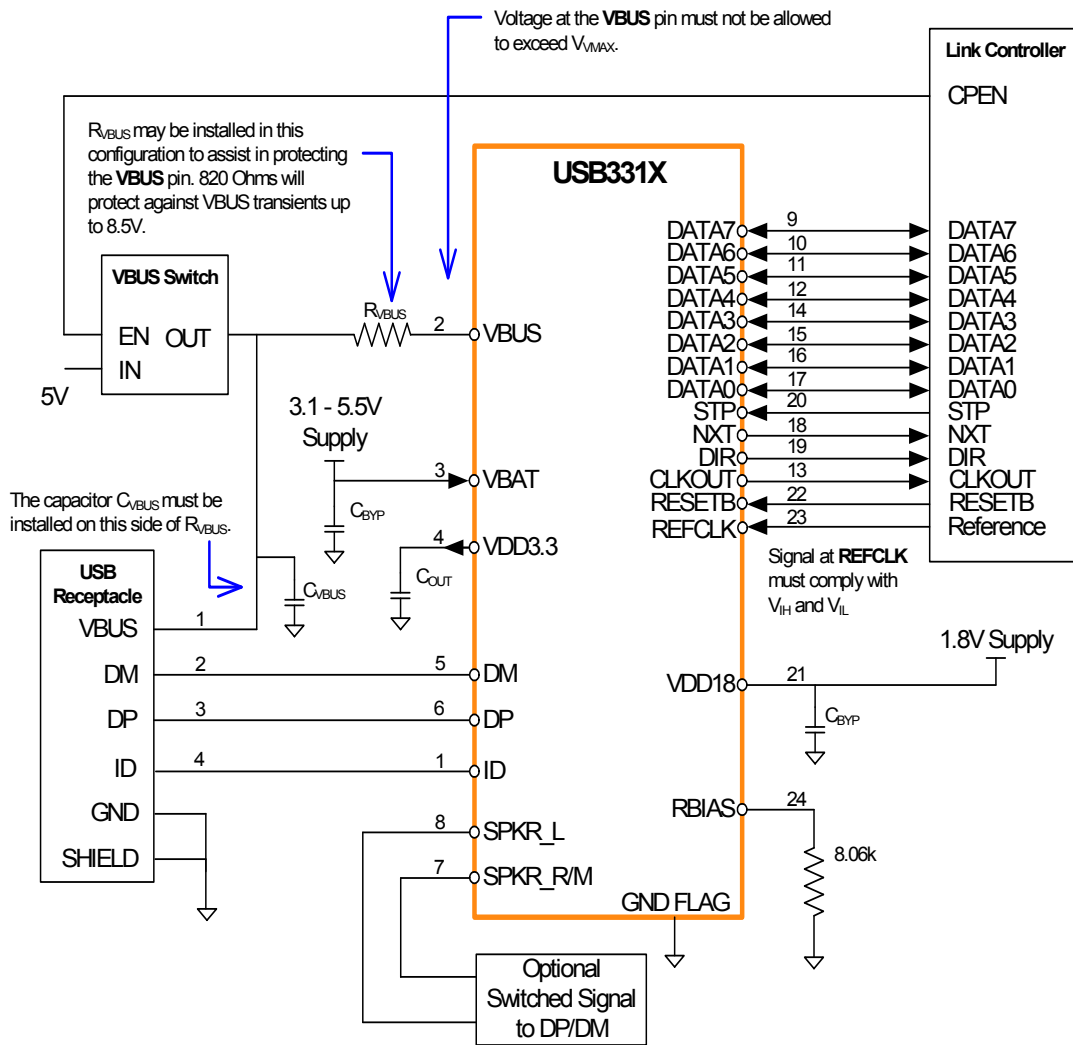 Voltage at the VBUS pin must not be allowed
to exceed VVMAX.
Link Controller
CPEN
RVBUS may be installed in this
configuration to assist in protecting
the VBUS pin. 820 Ohms will
protect against VBUS transients up
to 8.5V.
USB331X
VBUS Switch
EN OUT
IN
5V
RVBUS
2
VBUS
DATA7 9 DATA7
DATA6 10 DATA6
DATA5 11 DATA5
DATA4 12 DATA4
DATA3 14 DATA3
DATA2 15 DATA2
DATA1 16 DATA1
DATA0 17 DATA0
STP 20 STP
NXT 18 NXT
DIR 19 DIR
CLKOUT 13 CLKOUT
RESETB 22 RESETB
REFCLK 23 Reference
3.1 - 5.5V
Supply
3
VBAT
CBYP
4
VDD3.3
COUT
Signal at REFCLK
must comply with
VIH and VIL
The capacitor CVBUS must be
installed on this side of RVBUS.
CVBUS
USB
Receptacle
VBUS 1
DM 2 5 DM
DP 3 6 DP
ID 4 1 ID
GND
SHIELD
8 SPKR_L
7 SPKR_R/M
1.8V Supply
VDD18 21
CBYP
RBIAS 24
8.06k
GND FLAG
Optional
Switched Signal
to DP/DM